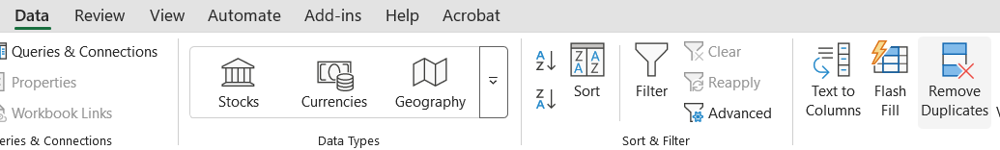 Data Review View Automate Add-ins Help Acrobat
Queries & Connections
Properties
Workbook Links
eries & Connections
Stocks Currencies Geography
Data Types
A
Z
Z
A
Z A
A Z
Sort
Filter
Clear
Reapply
Advanced
Sort & Filter
Text to
Columns
Flash
Fill
Remove
Duplicates